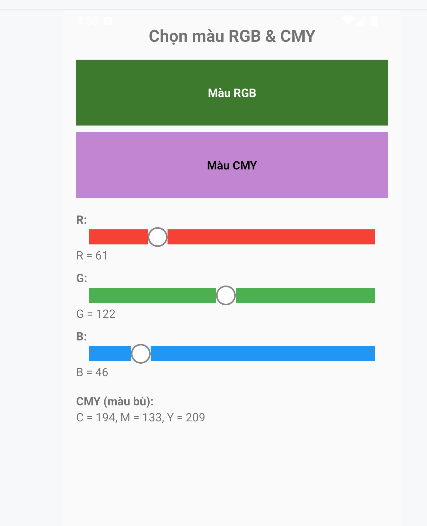 Chọn màu RGB & CMY
Màu RGB
Màu CMY
R:
R = 61
G:
G = 122
B:
B = 46
CMY (màu bù):
C = 194, M = 133, Y = 209